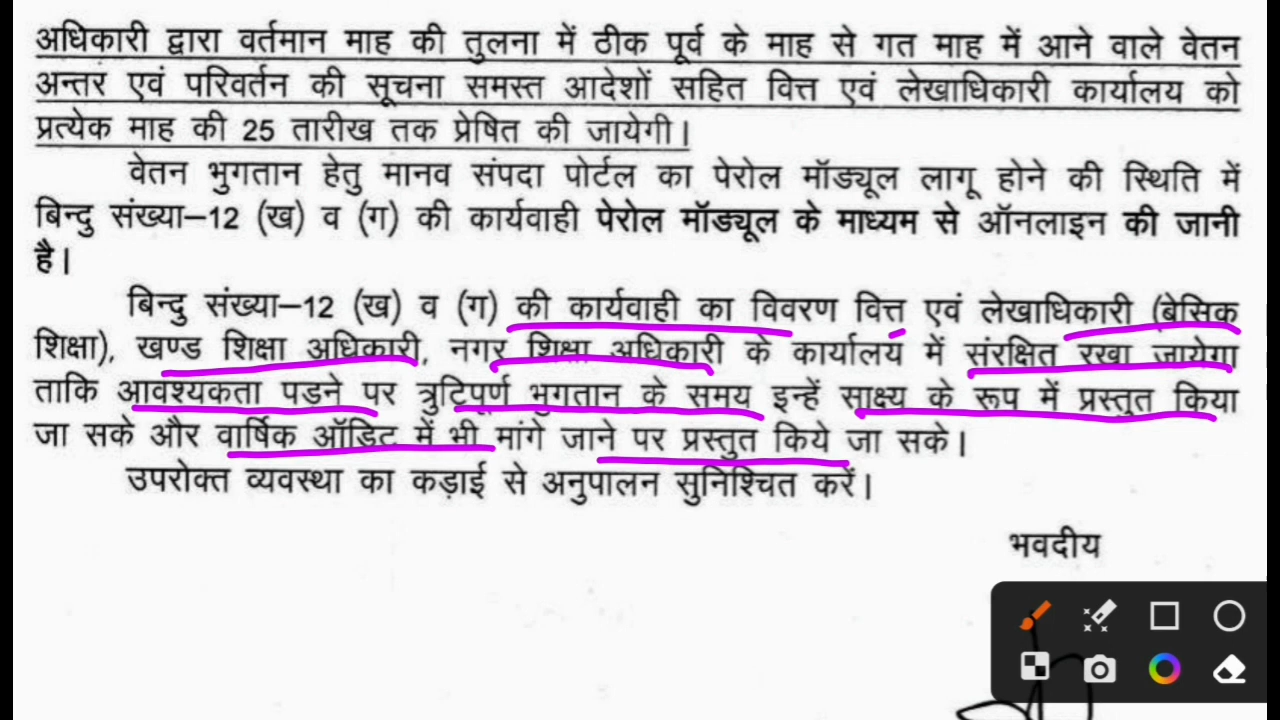 अधिकारी द्वारा वर्तमान माह की तुलना में ठीक पूर्व के माह से गत माह में आने वाले वेतन
अन्तर एवं परिवर्तन की सूचना समस्त आदेशों सहित वित्त एवं लेखाधिकारी कार्यालय को
प्रत्येक माह की 25 तारीख तक प्रेषित की जायेगी।
वेतन भुगतान हेतु मानव संपदा पोर्टल का पेरोल मॉड्यूल लागू होने की स्थिति में
बिन्दु संख्या–12 (ख) व (ग) की कार्यवाही पेरोल मॉड्यूल के माध्यम से ऑनलाइन की जानी
है।
बिन्दु संख्या–12 (ख) व (ग) की कार्यवाही का विवरण वित्त एवं लेखाधिकारी (बेसिक
शिक्षा), खण्ड शिक्षा अधिकारी, नगर शिक्षा अधिकारी के कार्यालय में संरक्षित रखा जायेगा
ताकि आवश्यकता पडने पर त्रुटिपूर्ण भुगतान के समय इन्हें साक्ष्य के रूप में प्रस्तुत किया
जा सके और वार्षिक ऑडिट में भी मांगे जाने पर प्रस्तुत किये जा सके।
उपरोक्त व्यवस्था का कड़ाई से अनुपालन सुनिश्चित करें।
भवदीय